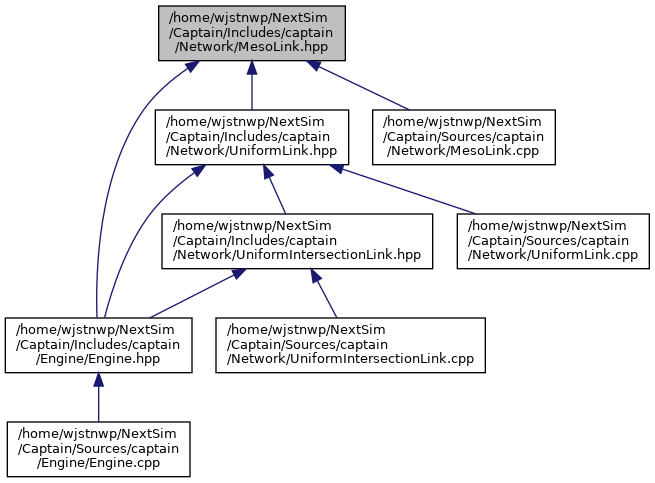 /home/wjstnwp/NextSim
/Captain/Includes/captain
/Network/MesoLink.hpp
/home/wjstnwp/NextSim
/Captain/Includes/captain
/Network/UniformLink.hpp
/home/wjstnwp/NextSim
/Captain/Sources/captain
/Network/MesoLink.cpp
/home/wjstnwp/NextSim
/Captain/Includes/captain
/Network/UniformIntersectionLink.hpp
/home/wjstnwp/NextSim
/Captain/Sources/captain
/Network/UniformLink.cpp
/home/wjstnwp/NextSim
/Captain/Includes/captain
/Engine/Engine.hpp
/home/wjstnwp/NextSim
/Captain/Sources/captain
/Network/UniformIntersectionLink.cpp
/home/wjstnwp/NextSim
/Captain/Sources/captain
/Engine/Engine.cpp